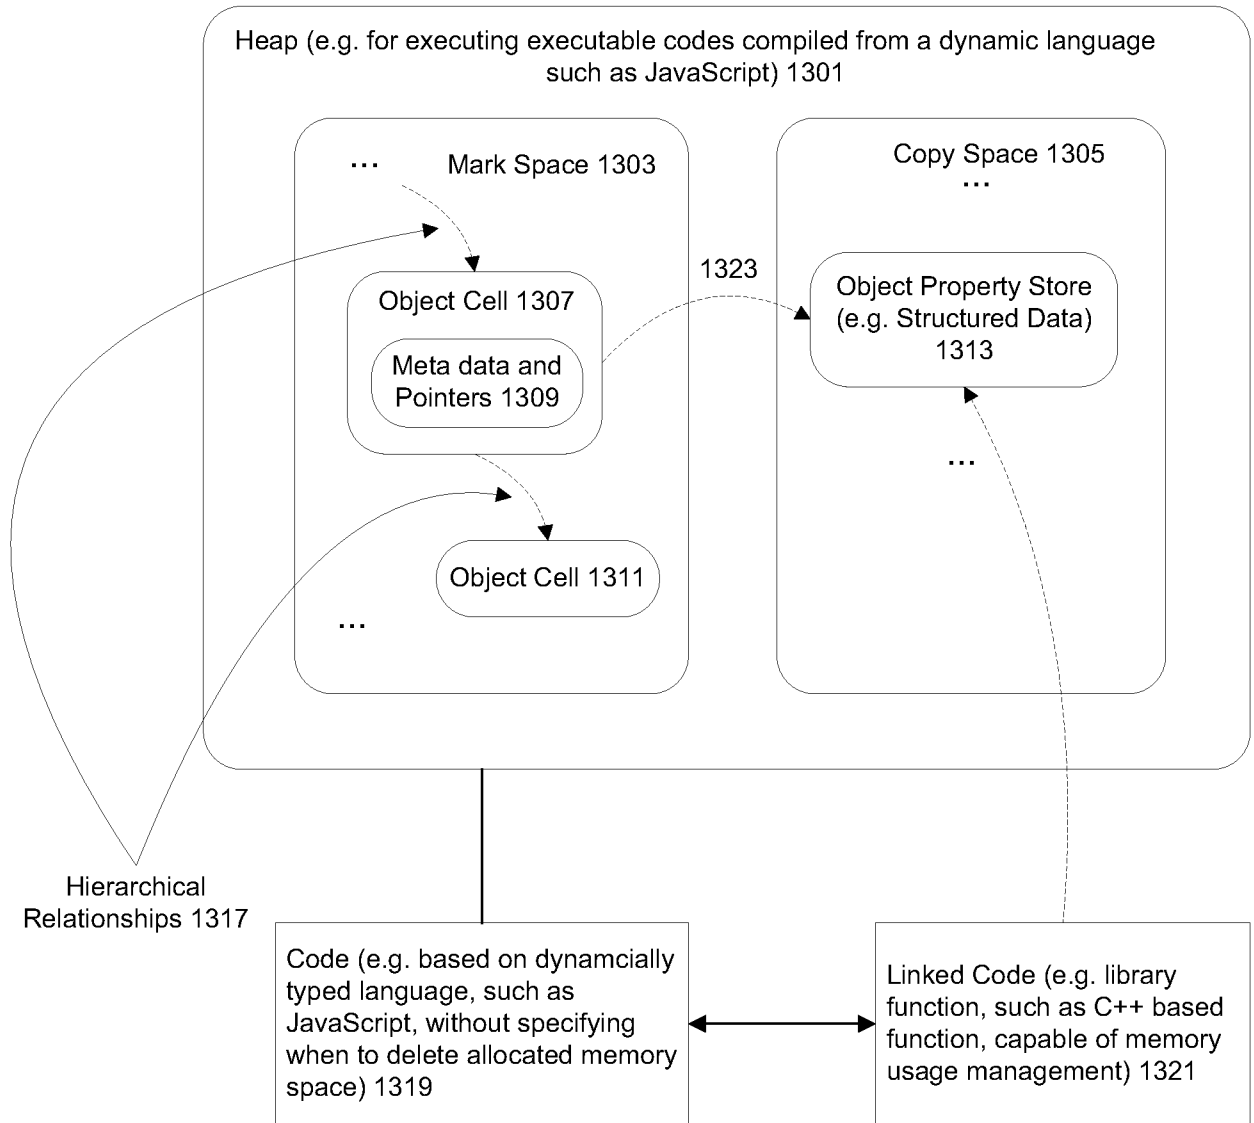 Heap (e.g. for executing executable codes compiled from a dynamic language
such as JavaScript) 1301
...
Mark Space 1303
Copy Space 1305
...
1323
Object Cell 1307
Object Property Store
(e.g. Structured Data)
1313
Meta data and
Pointers 1309
...
Object Cell 1311
...
Hierarchical
Relationships 1317
Code (e.g. based on dynamcially
typed language, such as
JavaScript, without specifying
when to delete allocated memory
space) 1319
Linked Code (e.g. library
function, such as C++ based
function, capable of memory
usage management) 1321